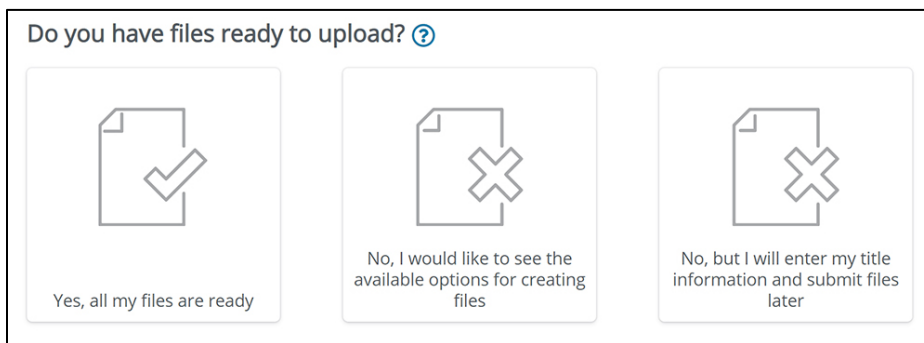 Do you have files ready to upload? ?
Yes, all my files are ready
No, I would like to see the
available options for creating
files
No, but I will enter my title
information and submit files
later